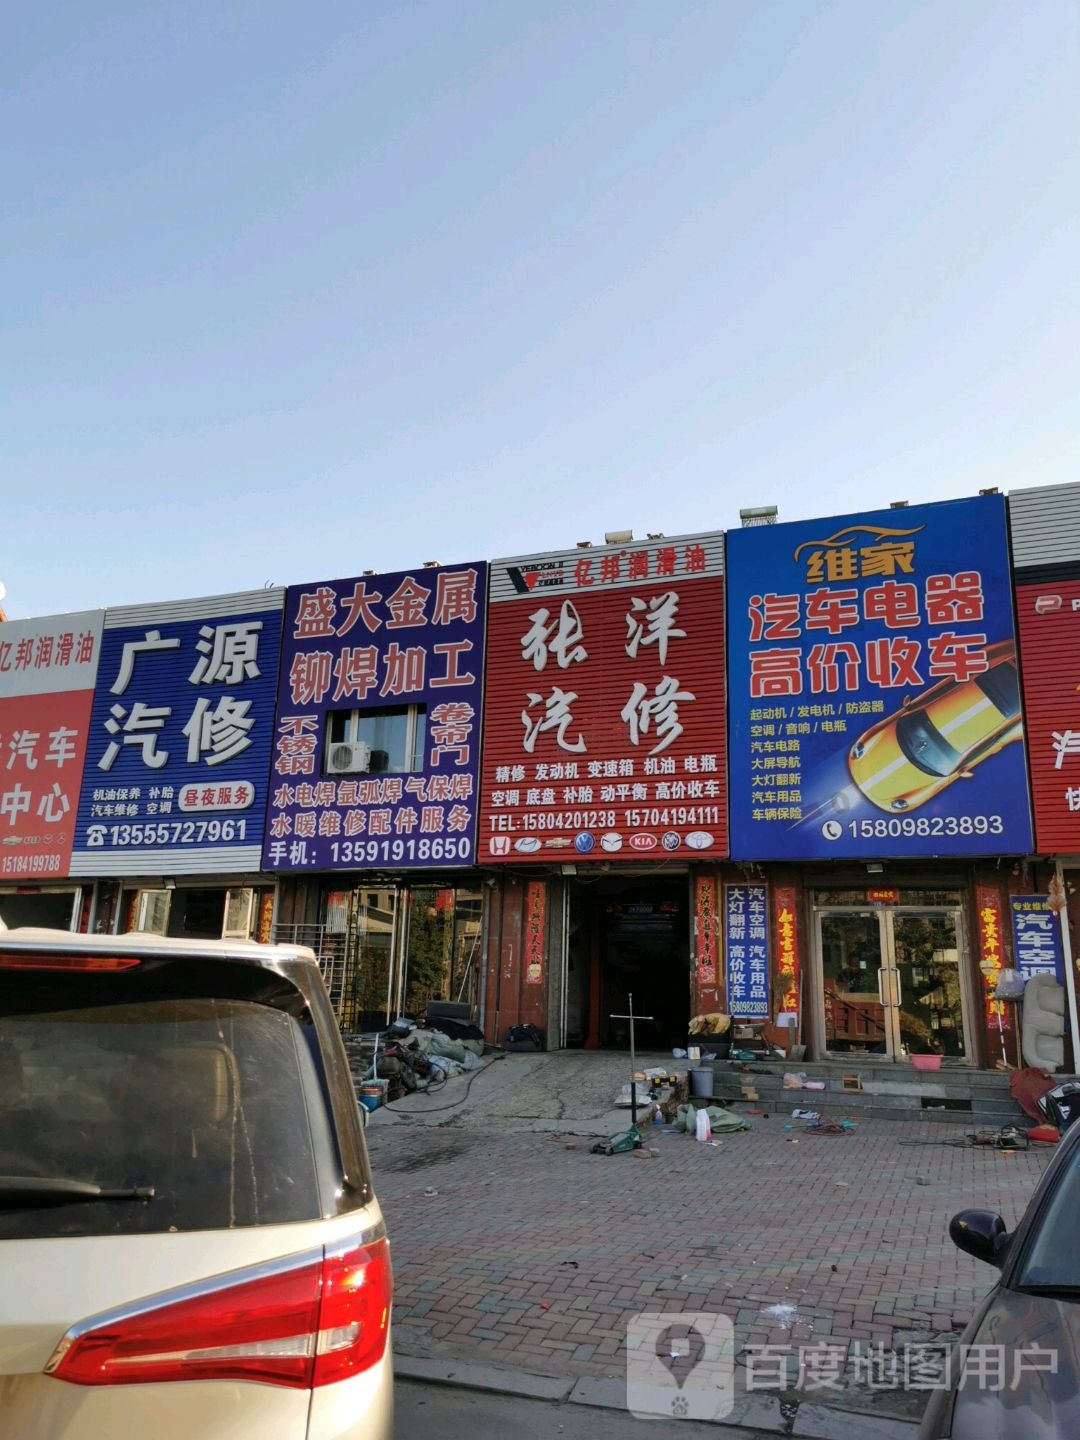 亿邦润滑油
汽车
中心
15184199788
广源
汽修
机油保养 补胎
汽车维修 空调
昼夜服务
☎13555727961
盛大金属
铆焊加工
不锈钢
卷帘门
水电焊氩弧焊气保焊
水暖维修配件服务
手机：13591918650
亿邦润滑油
张洋
汽修
精修 发动机 变速箱 机油 电瓶
空调 底盘 补胎 动平衡 高价收车
TEL:15804201238 15704194111
KIA
维家
汽车电器
高价收车
起动机/发电机/防盗器
空调/音响/电瓶
汽车电路
大屏导航
大灯翻新
汽车用品
车辆保险
15809823893
汽车空调 汽车用品
大灯翻新 高价收车
15809823893
专业维修
汽车空调
百度地图用户